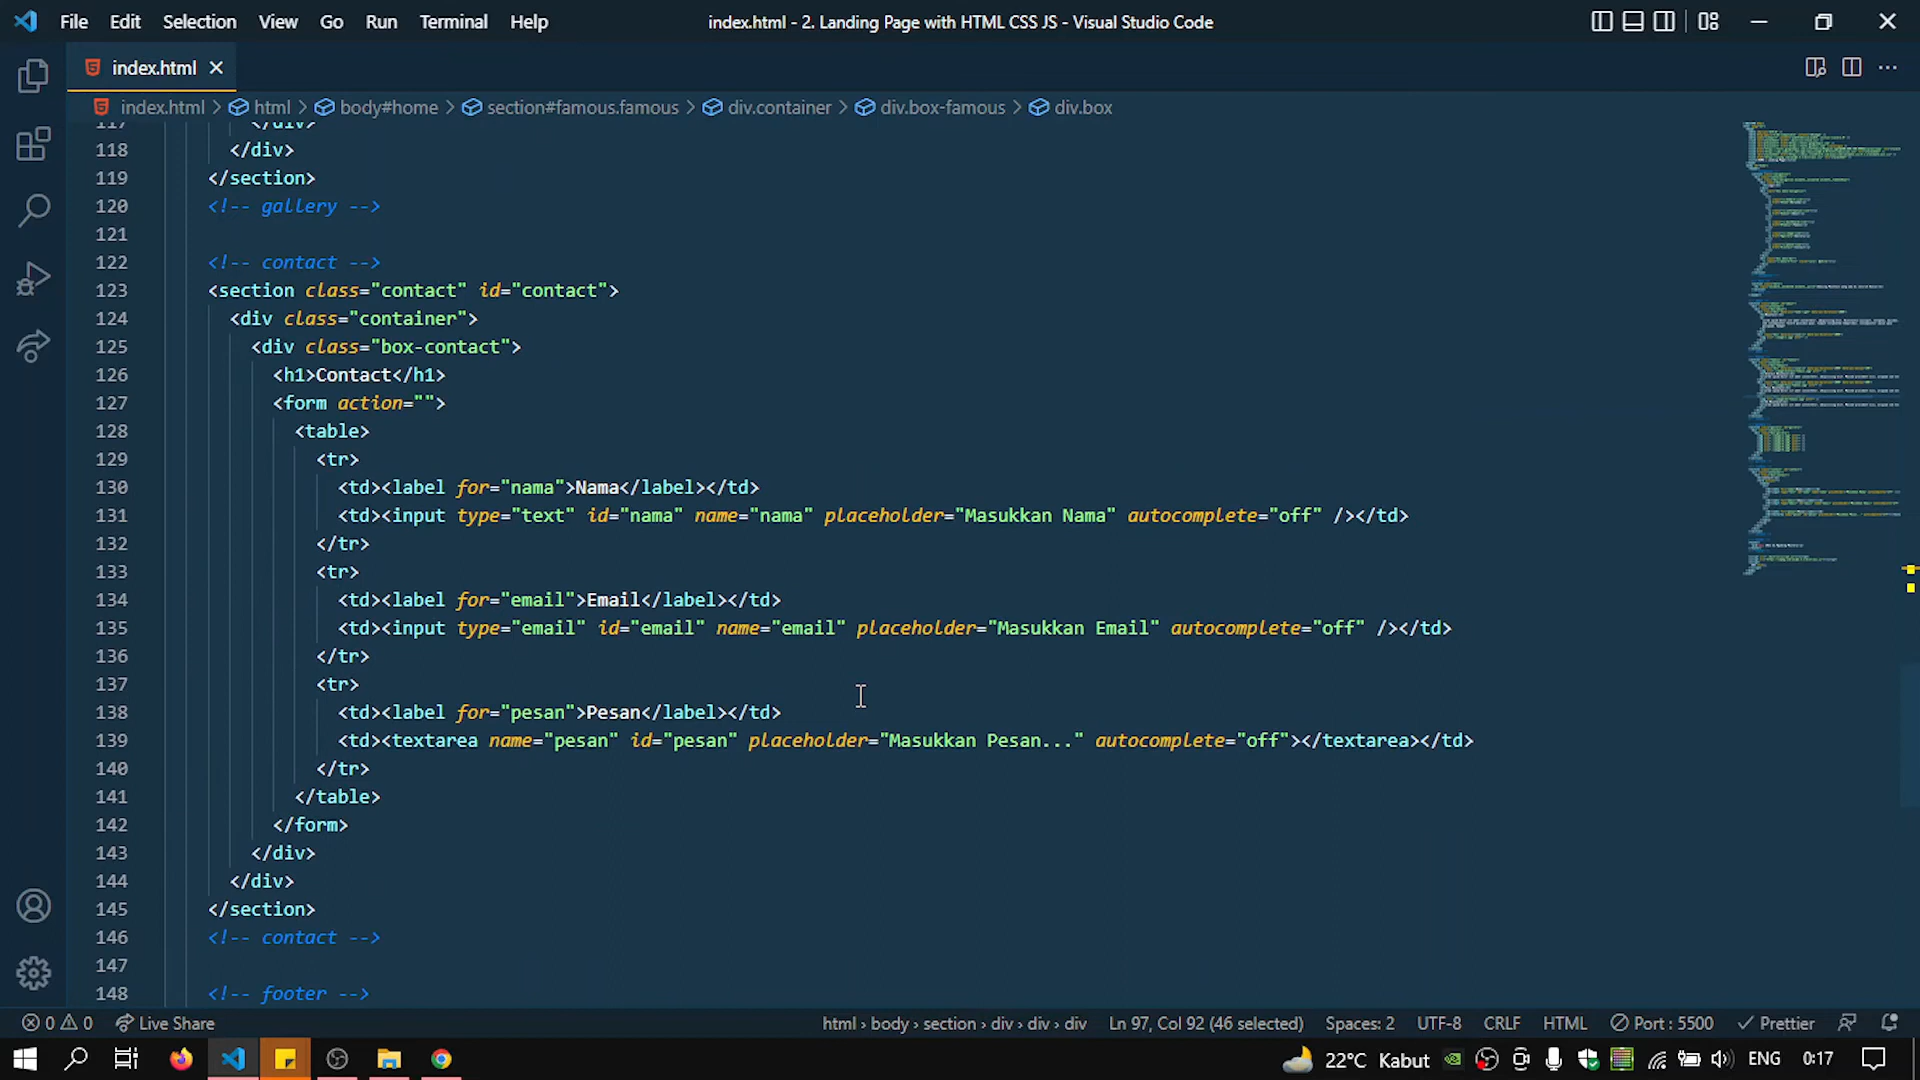 File Edit Selection View Go Run Terminal Help
index.html - 2. Landing Page with HTML CSS JS - Visual Studio Code
index.html
index.html > html > body#home > section#famous.famous > div.container > div.box-famous > div.box
117 </div>
118 </div>
119 </section>
120 <!-- gallery -->
121
122 <!-- contact -->
123 <section class="contact" id="contact">
124 <div class="container">
125 <div class="box-contact">
126 <h1>Contact</h1>
127 <form action="">
128 <table>
129 <tr>
130 <td><label for="nama">Nama</label></td>
131 <td><input type="text" id="nama" name="nama" placeholder="Masukkan Nama" autocomplete="off" /></td>
132 </tr>
133 <tr>
134 <td><label for="email">Email</label></td>
135 <td><input type="email" id="email" name="email" placeholder="Masukkan Email" autocomplete="off" /></td>
136 </tr>
137 <tr>
138 <td><label for="pesan">Pesan</label></td>
139 <td><textarea name="pesan" id="pesan" placeholder="Masukkan Pesan..." autocomplete="off"></textarea></td>
140 </tr>
141 </table>
142 </form>
143 </div>
144 </div>
145 </section>
146 <!-- contact -->
147
148 <!-- footer -->
0 0 Live Share html › body › section › div › div › div Ln 97, Col 92 (46 selected) Spaces: 2 UTF-8 CRLF HTML Port : 5500 Prettier
22°C Kabut ENG 0:17